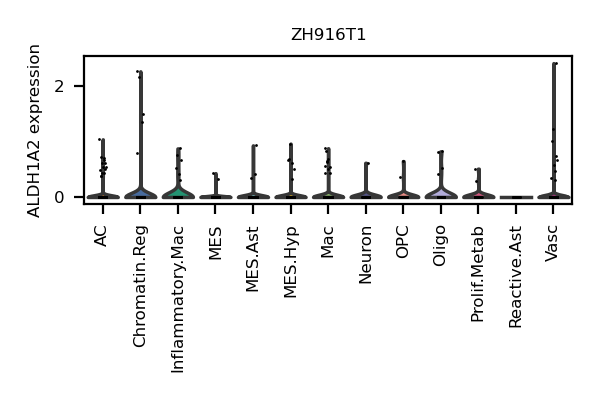 ZH916T1
ALDH1A2 expression
2
0
AC
Chromatin.Reg
Inflammatory.Mac
MES
MES.Ast
MES.Hyp
Mac
Neuron
OPC
Oligo
Prolif.Metab
Reactive.Ast
Vasc